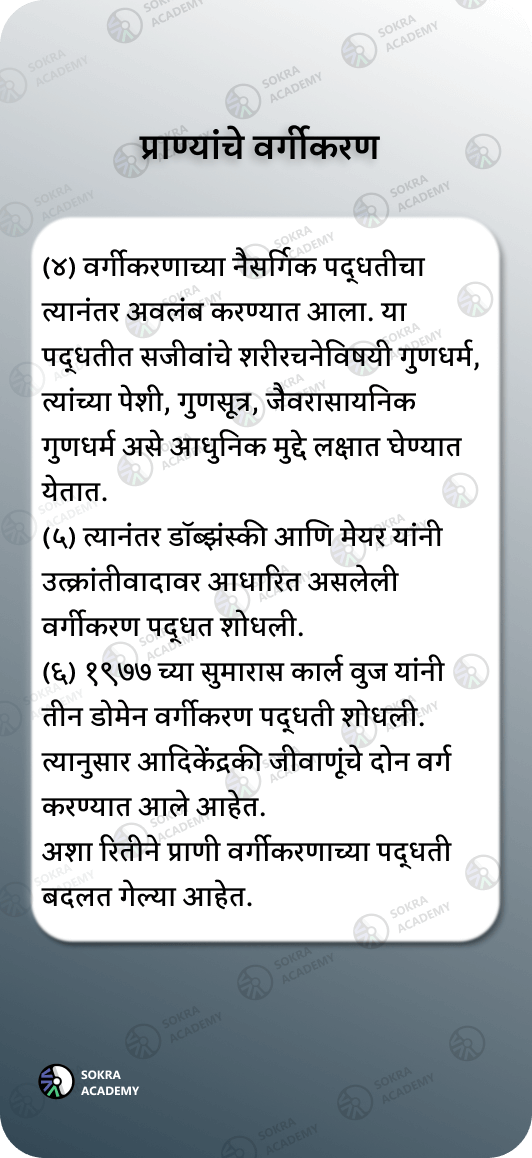 प्राण्यांचे वर्गीकरण
(४) वर्गीकरणाच्या नैसर्गिक पद्धतीचा
त्यानंतर अवलंब करण्यात आला. या
पद्धतीत सजीवांचे शरीरचनेविषयी गुणधर्म,
त्यांच्या पेशी, गुणसूत्र, जैवरासायनिक
गुणधर्म असे आधुनिक मुद्दे लक्षात घेण्यात
येतात.
(५) त्यानंतर डॉब्झंस्की आणि मेयर यांनी
उत्क्रांतीवादावर आधारित असलेली
वर्गीकरण पद्धत शोधली.
(६) १९७७ च्या सुमारास कार्ल वुज यांनी
तीन डोमेन वर्गीकरण पद्धती शोधली.
त्यानुसार आदिकेंद्रकी जीवाणूंचे दोन वर्ग
करण्यात आले आहेत.
अशा रितीने प्राणी वर्गीकरणाच्या पद्धती
बदलत गेल्या आहेत.
SOKRA
ACADEMY